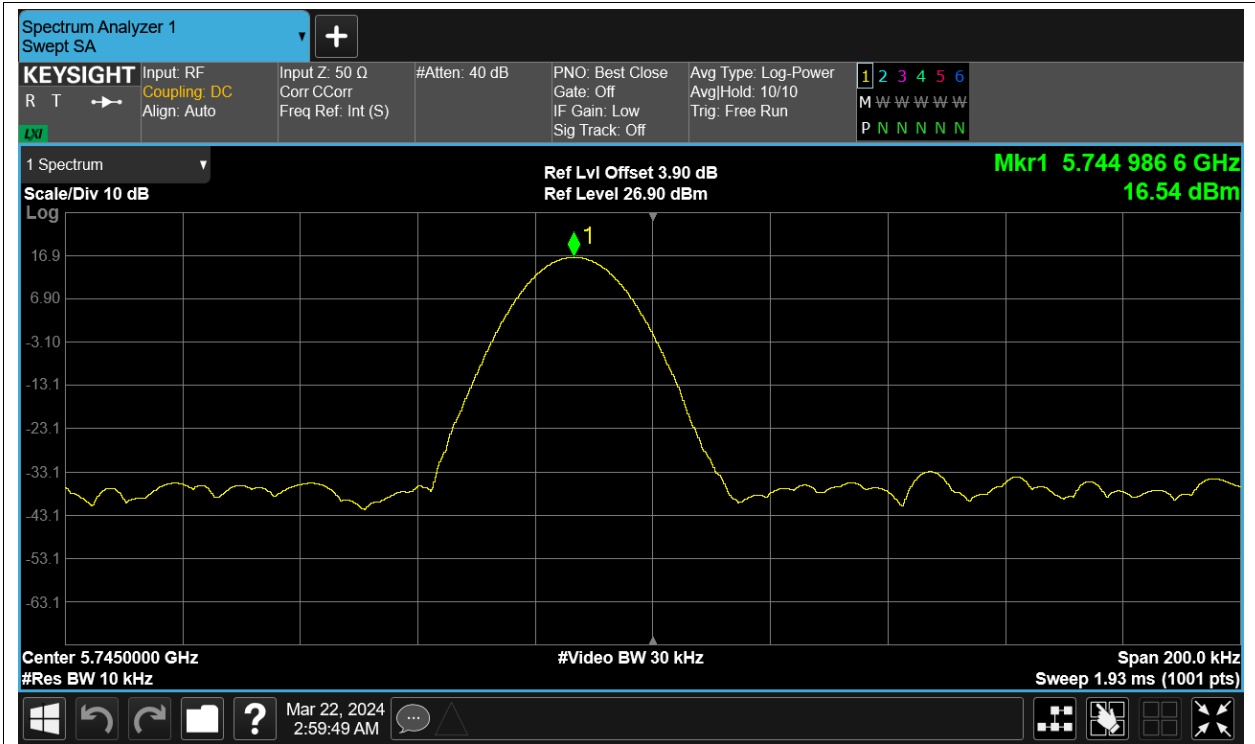 Spectrum Analyzer 1
Swept SA
KEYSIGHT
R T
LXI
Input: RF
Coupling: DC
Align: Auto
Input Z: 50 Ω
Corr CCorr
Freq Ref: Int (S)
#Atten: 40 dB
PNO: Best Close
Gate: Off
IF Gain: Low
Sig Track: Off
Avg Type: Log-Power
Avg|Hold: 10/10
Trig: Free Run
1 2 3 4 5 6
M W W W W W W
P N N N N N N
1 Spectrum
Scale/Div 10 dB
Log
Ref Lvl Offset 3.90 dB
Ref Level 26.90 dBm
Mkr1 5.744 986 6 GHz
16.54 dBm
1
16.9
6.90
-3.10
-13.1
-23.1
-33.1
-43.1
-53.1
-63.1
Center 5.7450000 GHz
#Res BW 10 kHz
#Video BW 30 kHz
Span 200.0 kHz
Sweep 1.93 ms (1001 pts)
?
Mar 22, 2024
2:59:49 AM